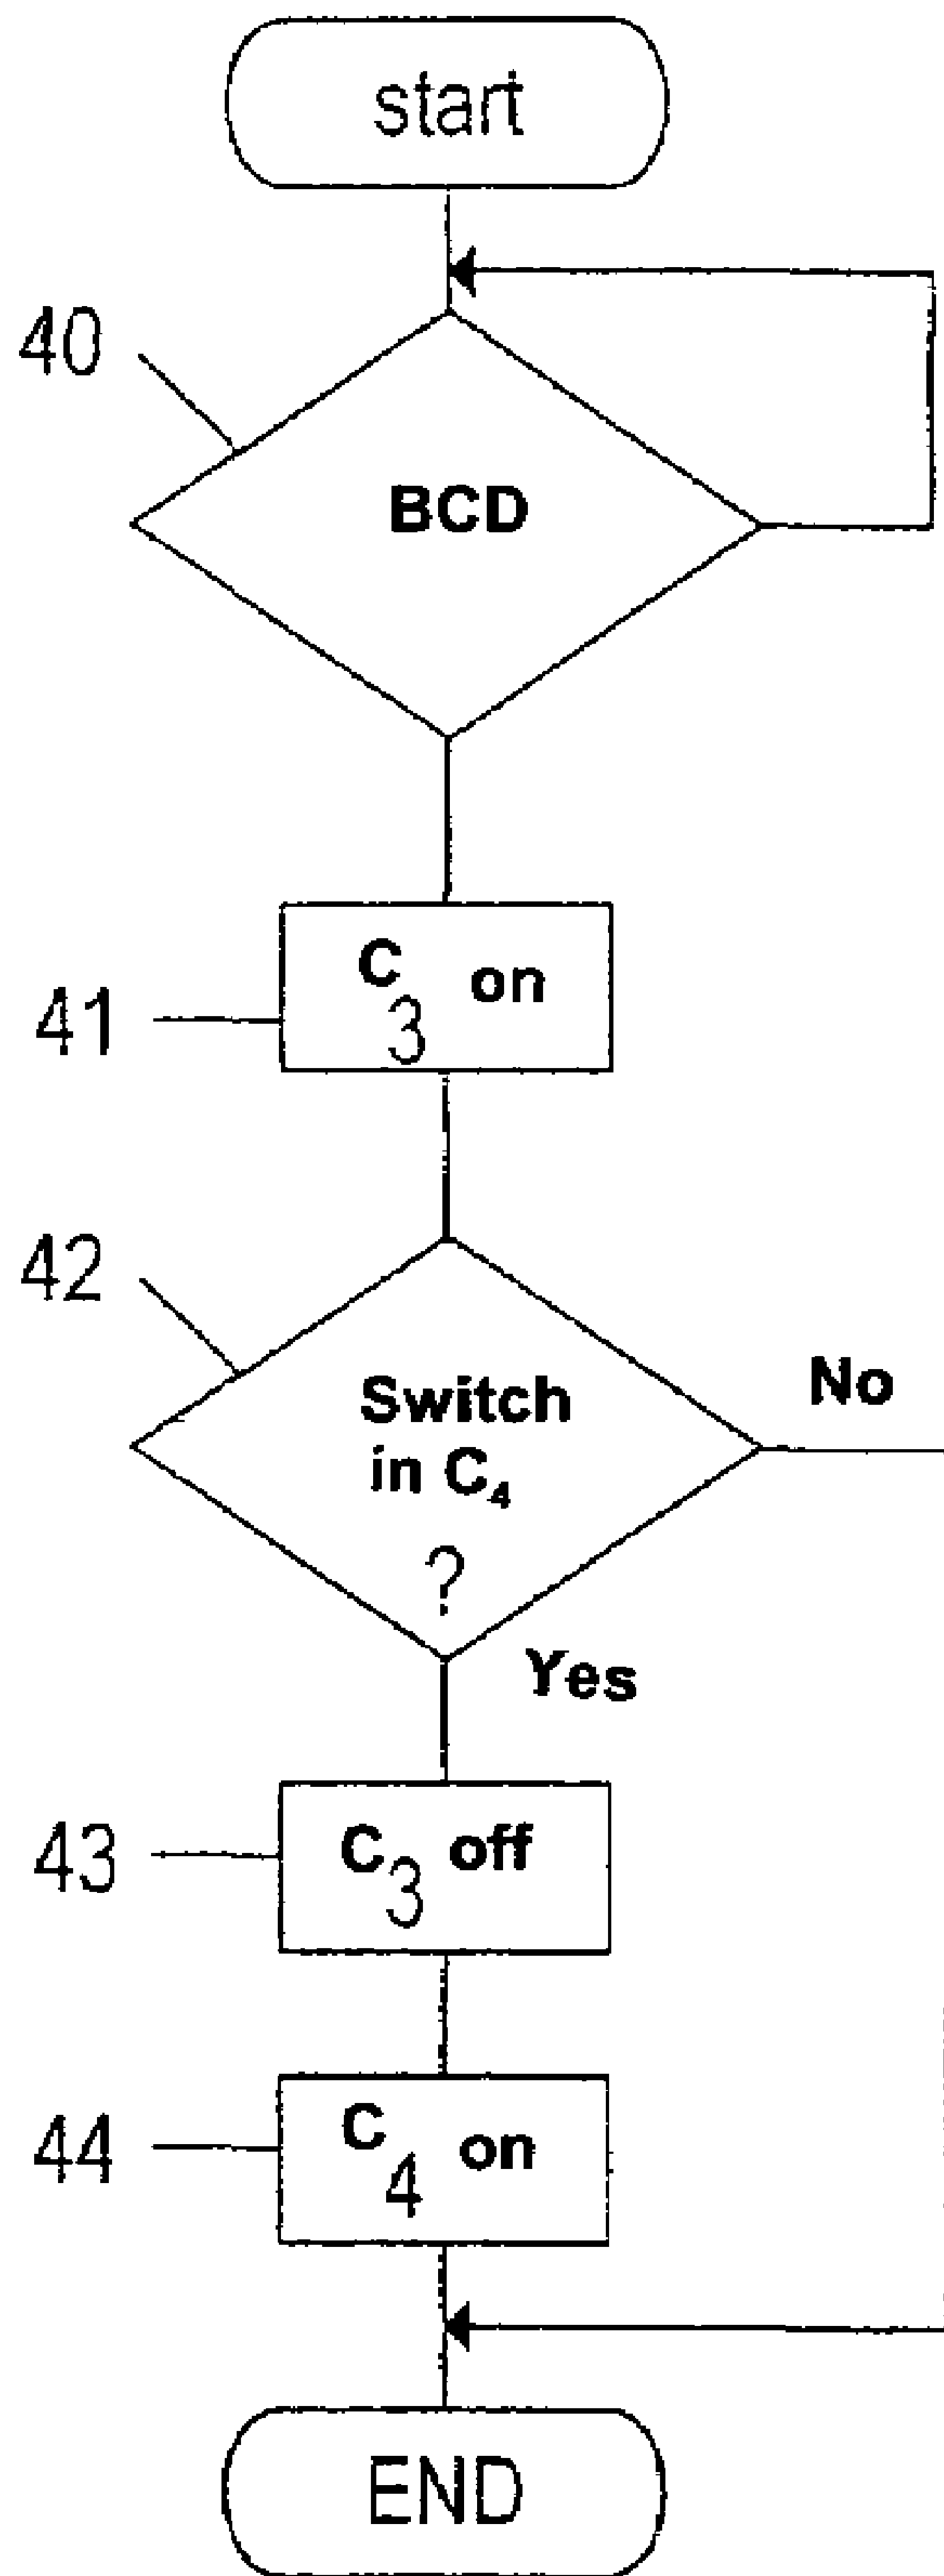 start
40
BCD
C3 on
41
42
Switch
in C4
?
No
Yes
43
C3 off
44
C4 on
END